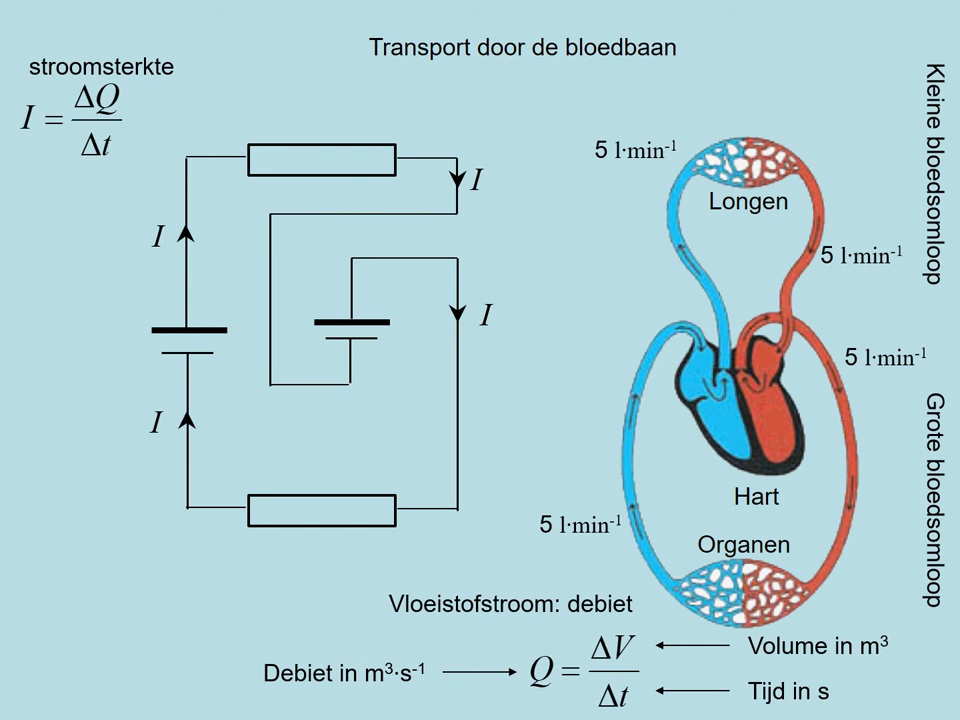 Transport door de bloedbaan
stroomsterkte
I = ΔQ / Δt
I
I
I
I
5 l·min⁻¹
Longen
5 l·min⁻¹
5 l·min⁻¹
Hart
5 l·min⁻¹
Organen
Kleine bloedsomloop
Grote bloedsomloop
Vloeistofstroom: debiet
Debiet in m³·s⁻¹
Q = ΔV / Δt
Volume in m³
Tijd in s